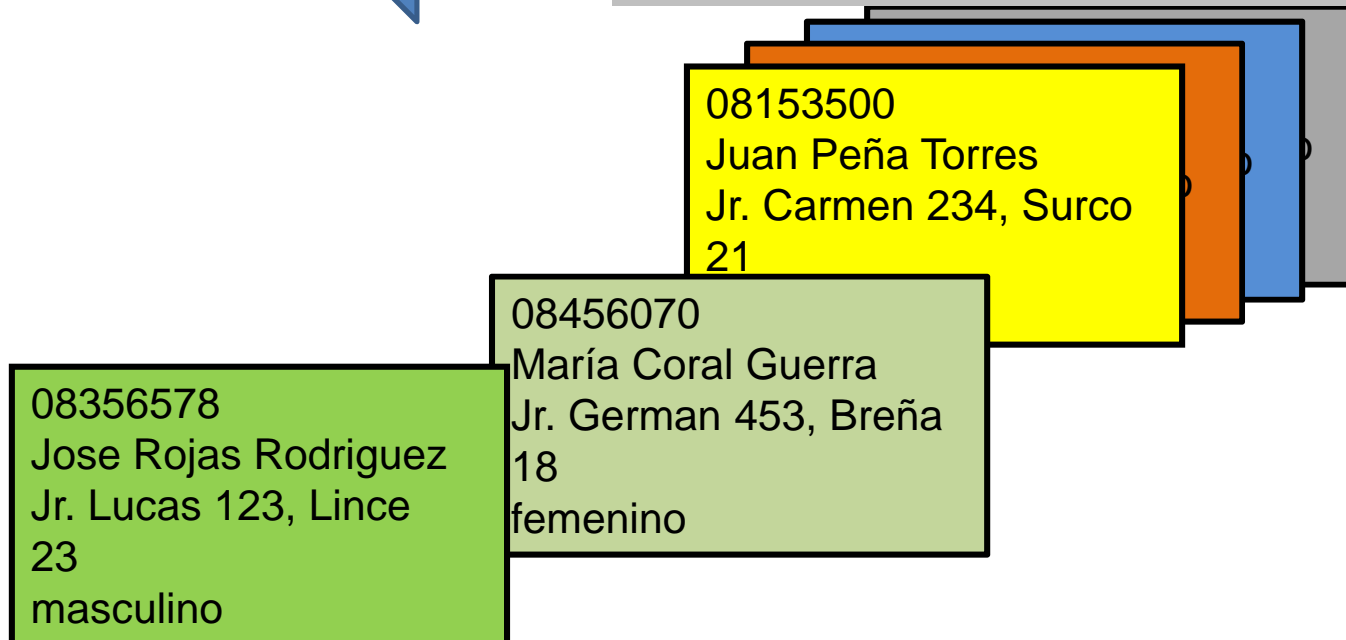 08153500
Juan Peña Torres
Jr. Carmen 234, Surco
21
08456070
María Coral Guerra
Jr. German 453, Breña
18
femenino
08356578
Jose Rojas Rodriguez
Jr. Lucas 123, Lince
23
masculino